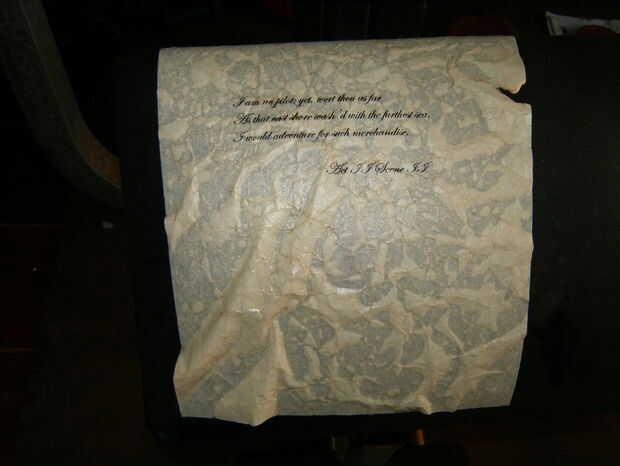 I am no pilot; yet, wert thou as far
As that vast shore wash'd with the furthest sea,
I would adventure for such merchandise.
Act II Scene II